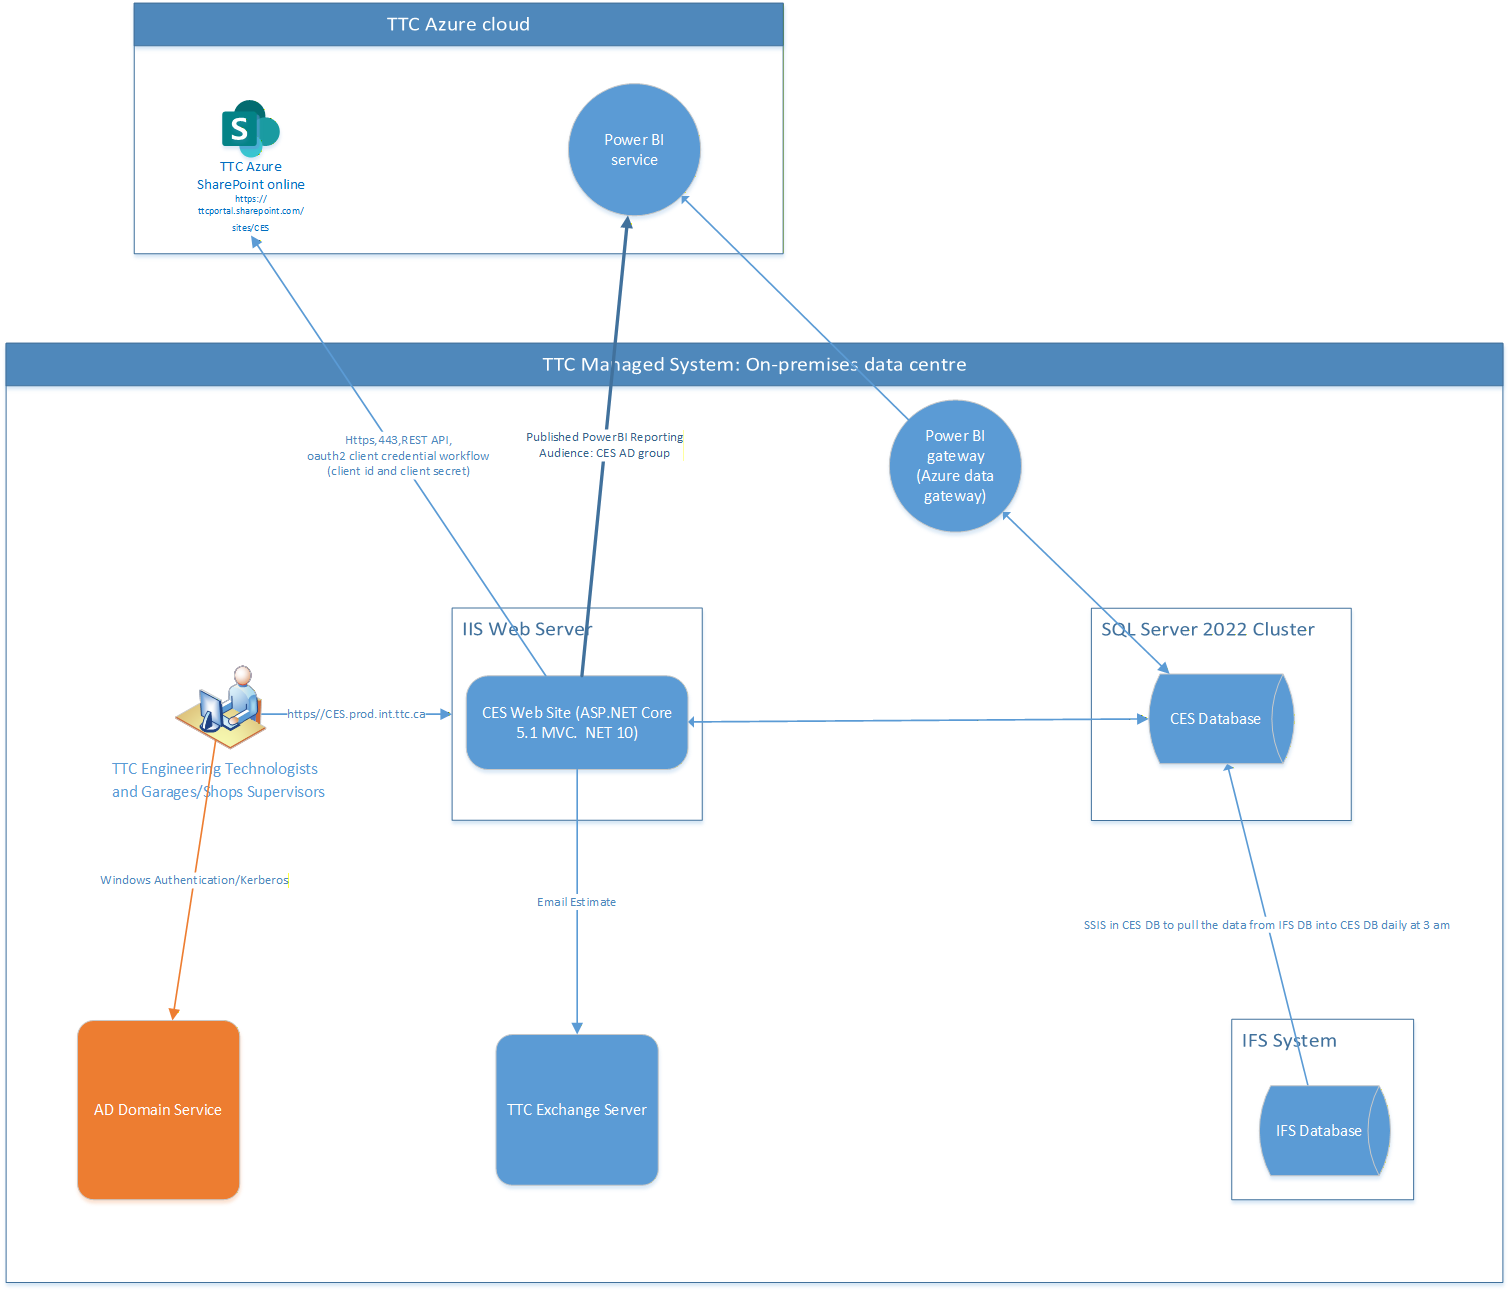 TTC Azure cloud
S
TTC Azure
SharePoint online
https://
ttcportal.sharepoint.com/
sites/CES
Power BI
service
TTC Managed System: On-premises data centre
Https,443,REST API,
oauth2 client credential workflow
(client id and client secret)
Published PowerBI Reporting
Audience: CES AD group
Power BI
gateway
(Azure data
gateway)
IIS Web Server
CES Web Site (ASP.NET Core
5.1 MVC. NET 10)
SQL Server 2022 Cluster
CES Database
https//CES.prod.int.ttc.ca
TTC Engineering Technologists
and Garages/Shops Supervisors
Windows Authentication/Kerberos
Email Estimate
SSIS in CES DB to pull the data from IFS DB into CES DB daily at 3 am
AD Domain Service
TTC Exchange Server
IFS System
IFS Database